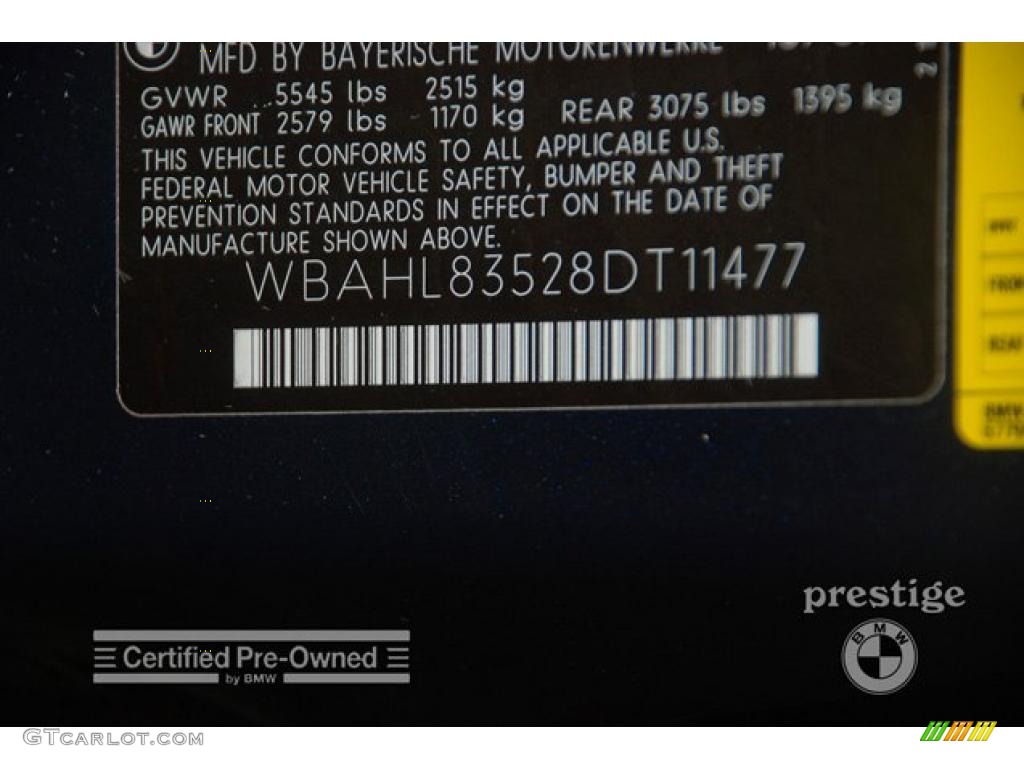 MFD BY BAYERISCHE MOTORENWERKE
GVWR 5545 lbs 2515 kg
GAWR FRONT 2579 lbs - 1170 kg REAR 3075 lbs 1395 kg
THIS VEHICLE CONFORMS TO ALL APPLICABLE U.S.
FEDERAL MOTOR VEHICLE SAFETY, BUMPER AND THEFT
PREVENTION STANDARDS IN EFFECT ON THE DATE OF
MANUFACTURE SHOWN ABOVE.
WBAHL83528DT11477
BMW
prestige
BMW
Certified Pre-Owned
by BMW
GTCARLOT.COM